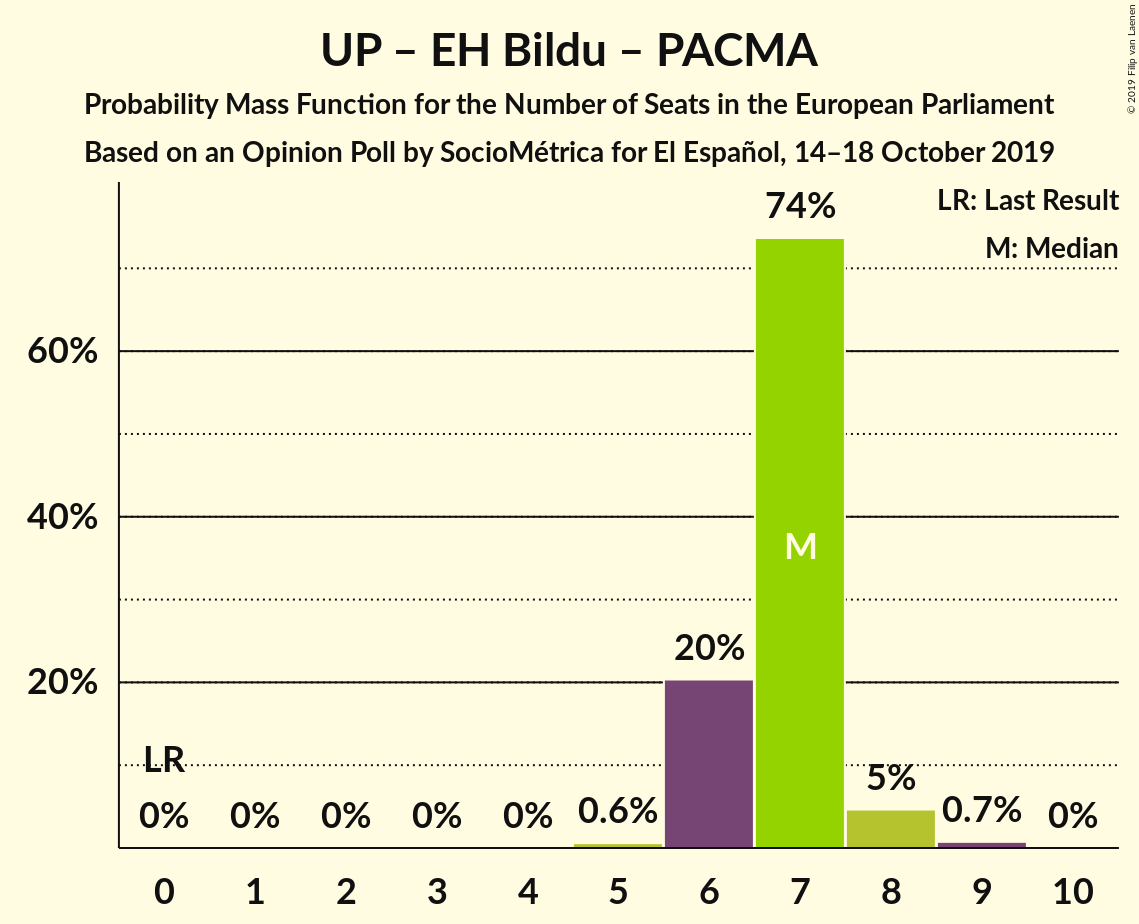 UP – EH Bildu – PACMA
Probability Mass Function for the Number of Seats in the European Parliament
Based on an Opinion Poll by SocioMétrica for El Español, 14–18 October 2019
© 2019 Filip van Laenen
LR: Last Result
M: Median
74%
60%
40%
M
20%
20%
LR
5%
0% 0% 0% 0% 0% 0.6% 0.7% 0%
0 1 2 3 4 5 6 7 8 9 10